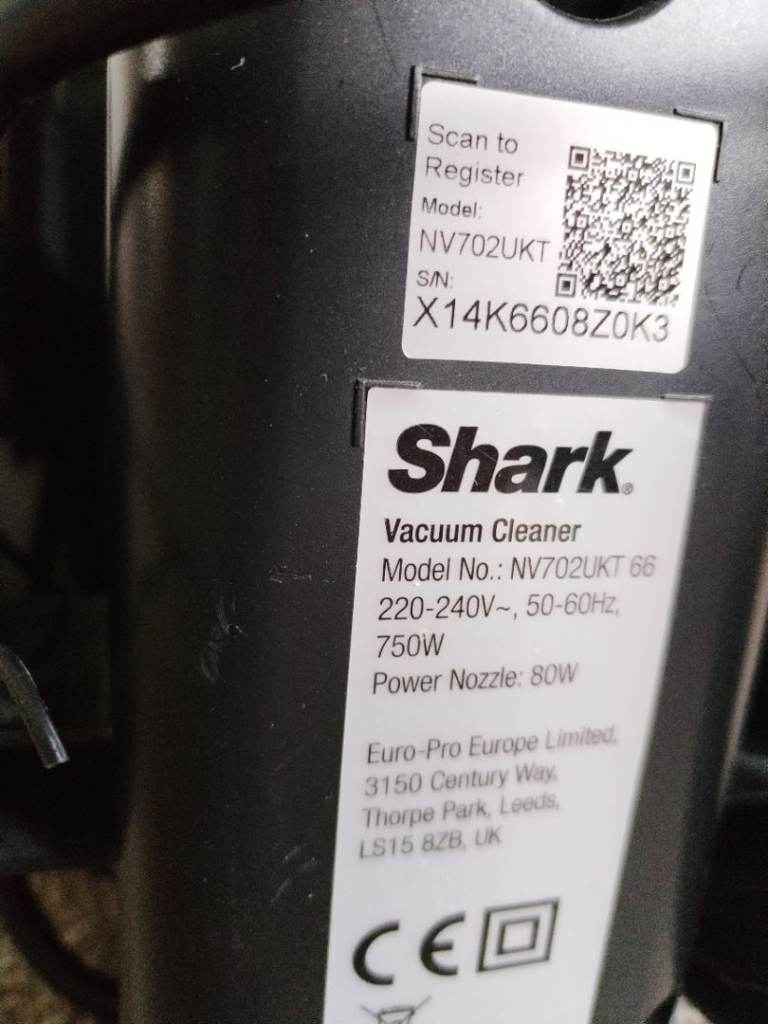 Scan to
Register
Model:
NV702UKT
S/N:
X14K6608Z0K3
Shark®
Vacuum Cleaner
Model No.: NV702UKT 66
220-240V~, 50-60Hz,
750W
Power Nozzle: 80W
Euro-Pro Europe Limited,
3150 Century Way,
Thorpe Park, Leeds,
LS15 8ZB, UK
CE